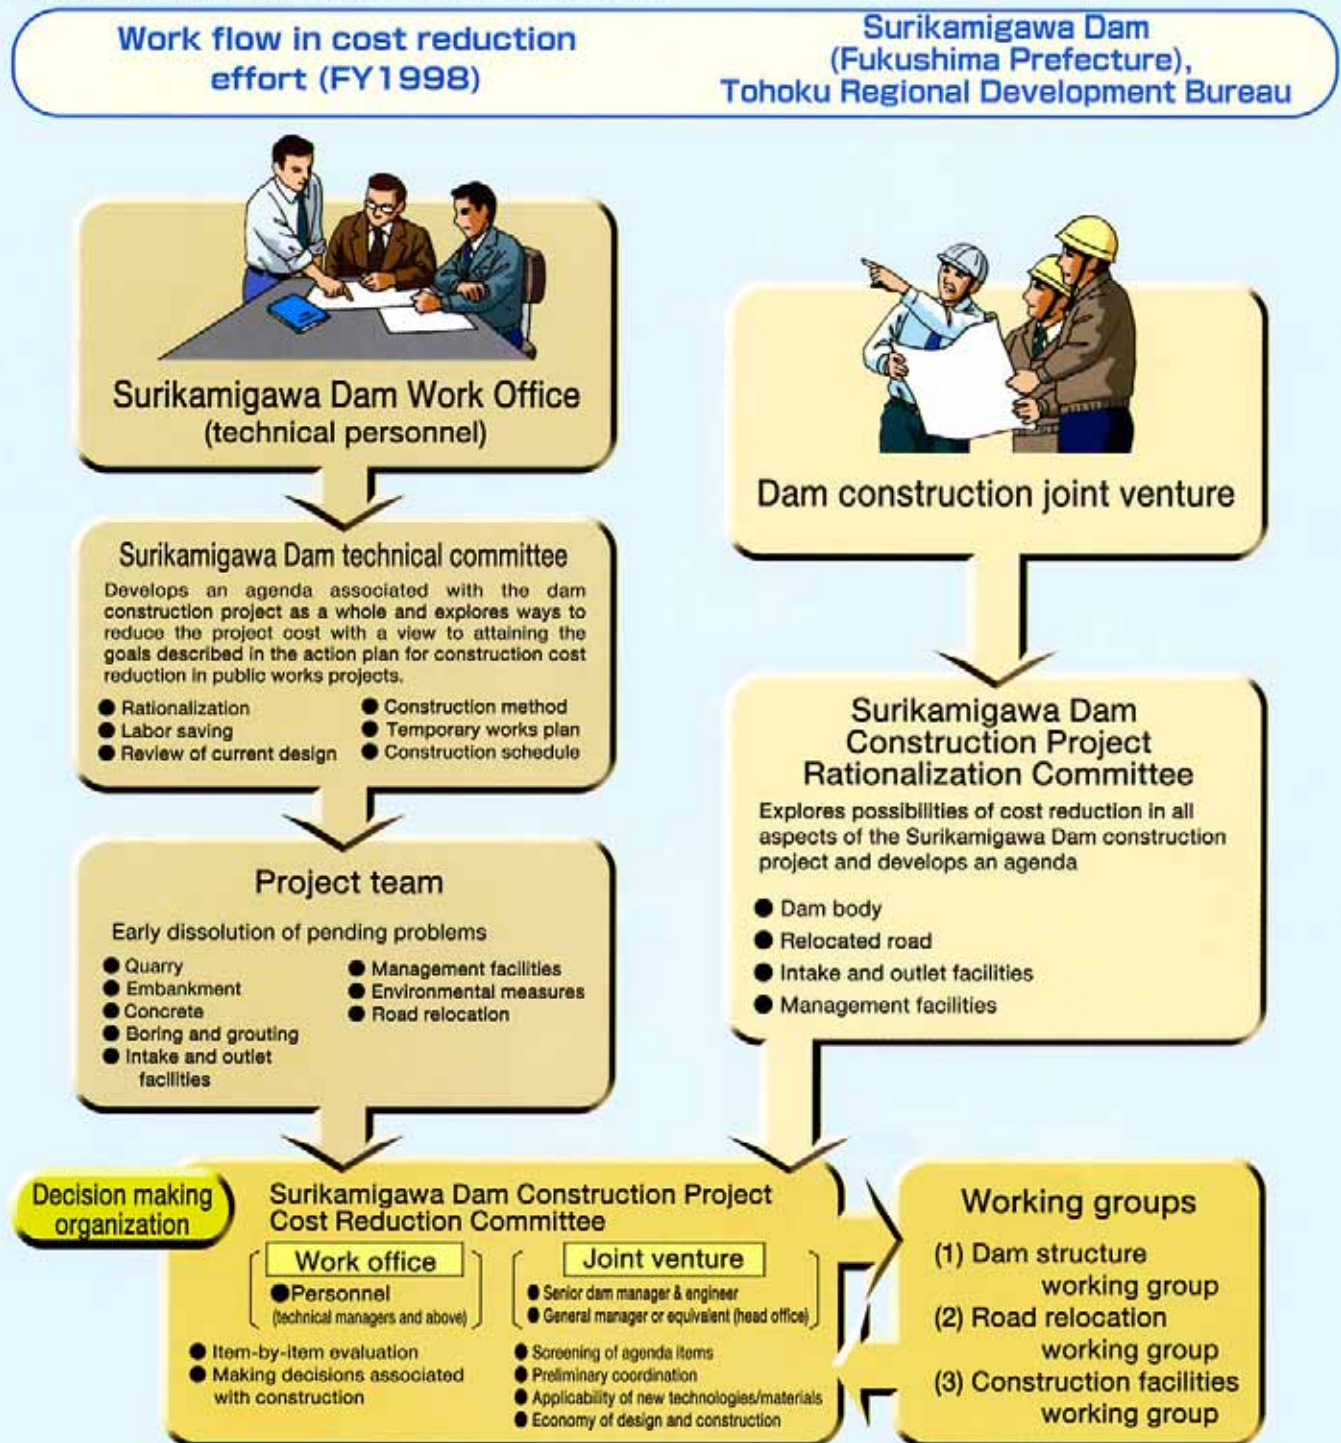 Work flow in cost reduction
effort (FY1998)
Surikamigawa Dam
(Fukushima Prefecture),
Tohoku Regional Development Bureau
Surikamigawa Dam Work Office
(technical personnel)
Surikamigawa Dam technical committee
Develops an agenda associated with the dam
construction project as a whole and explores ways to
reduce the project cost with a view to attaining the
goals described in the action plan for construction cost
reduction in public works projects.
● Rationalization
● Labor saving
● Review of current design
● Construction method
● Temporary works plan
● Construction schedule
Project team
Early dissolution of pending problems
● Quarry
● Embankment
● Concrete
● Boring and grouting
● Intake and outlet
facilities
● Management facilities
● Environmental measures
● Road relocation
Dam construction joint venture
Surikamigawa Dam
Construction Project
Rationalization Committee
Explores possibilities of cost reduction in all
aspects of the Surikamigawa Dam construction
project and develops an agenda
● Dam body
● Relocated road
● Intake and outlet facilities
● Management facilities
Decision making
organization
Surikamigawa Dam Construction Project
Cost Reduction Committee
Work office
●Personnel
(technical managers and above)
● Item-by-item evaluation
● Making decisions associated
with construction
Joint venture
● Senior dam manager & engineer
● General manager or equivalent (head office)
● Screening of agenda items
● Preliminary coordination
● Applicability of new technologies/materials
● Economy of design and construction
Working groups
(1) Dam structure
working group
(2) Road relocation
working group
(3) Construction facilities
working group